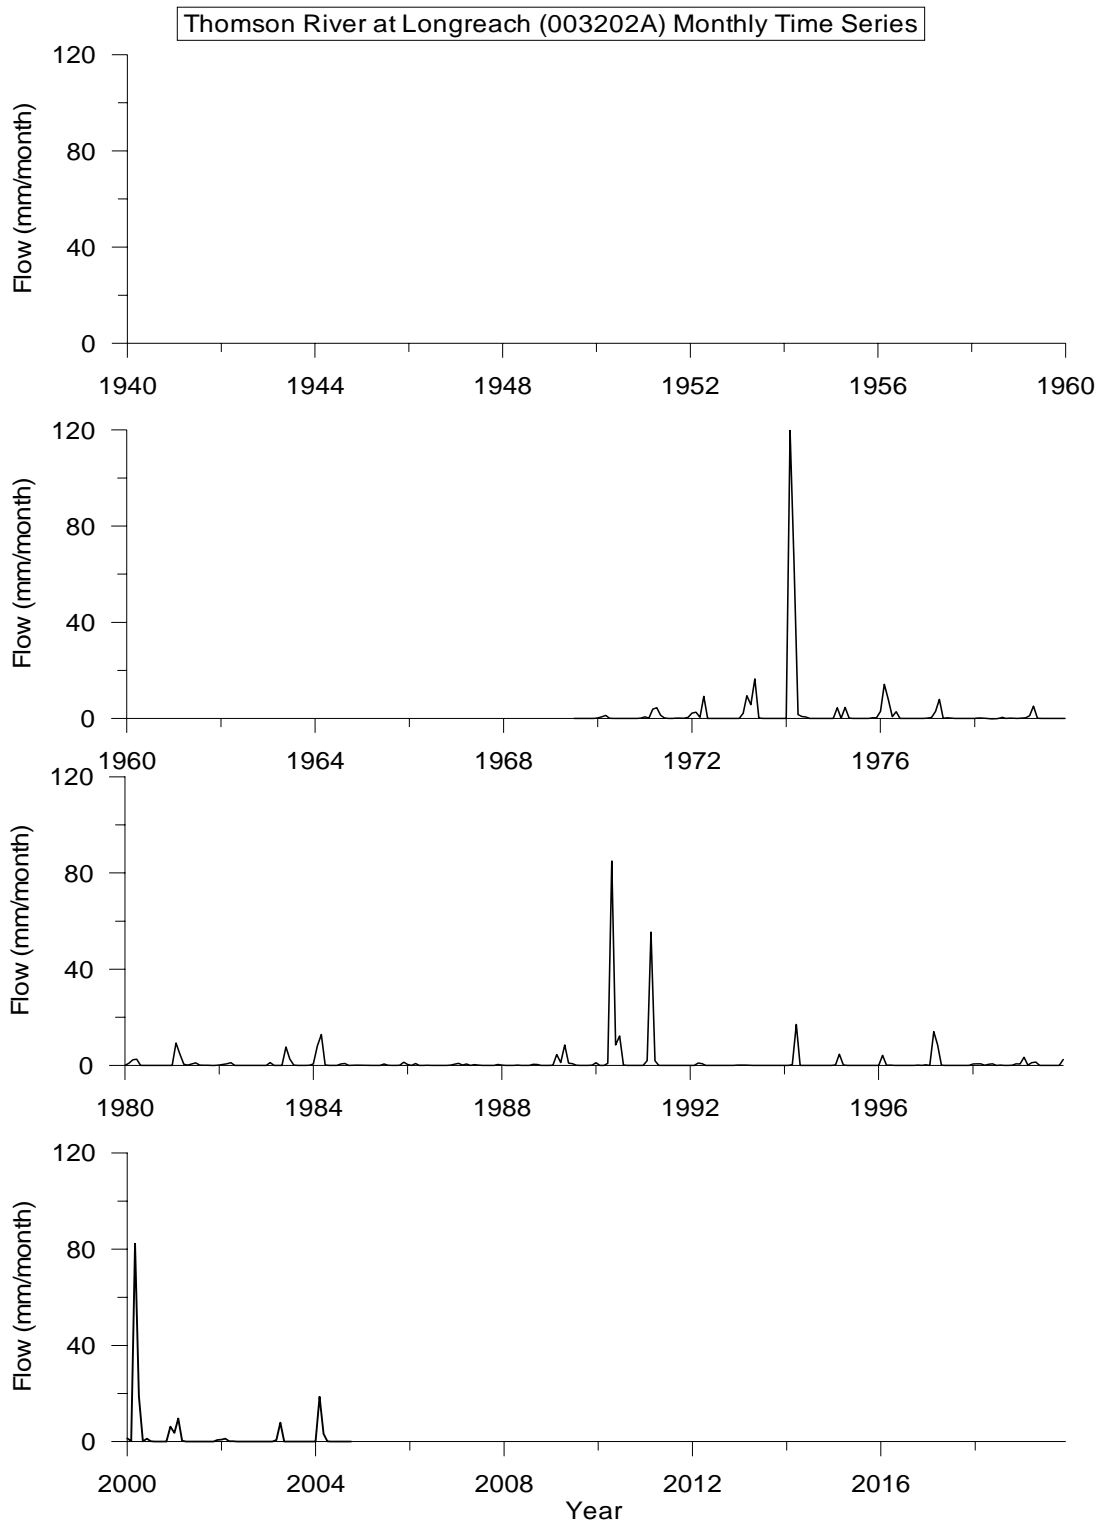 Thomson River at Longreach (003202A) Monthly Time Series
120
80
40
0
Flow (mm/month)
1940 1944 1948 1952 1956 1960
120
80
40
0
Flow (mm/month)
1960 1964 1968 1972 1976
120
80
40
0
Flow (mm/month)
1980 1984 1988 1992 1996
120
80
40
0
Flow (mm/month)
2000 2004 2008 2012 2016
Year